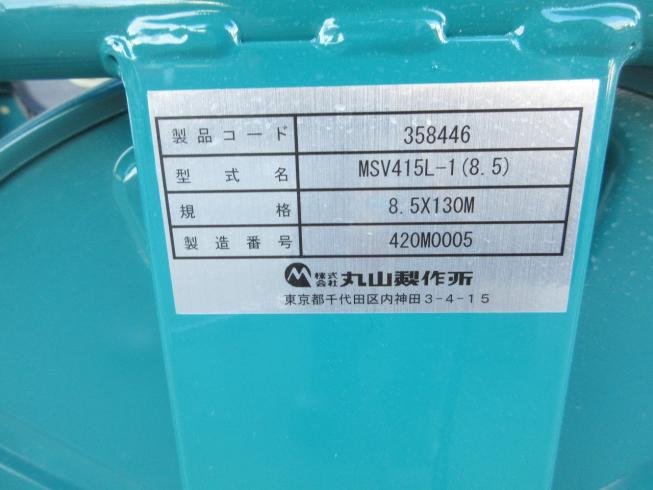 製品コード 358446
型式名 MSV415L-1(8.5)
規格 8.5X130M
製造番号 420M0005
株式会社 丸山製作所
東京都千代田区内神田3-4-15